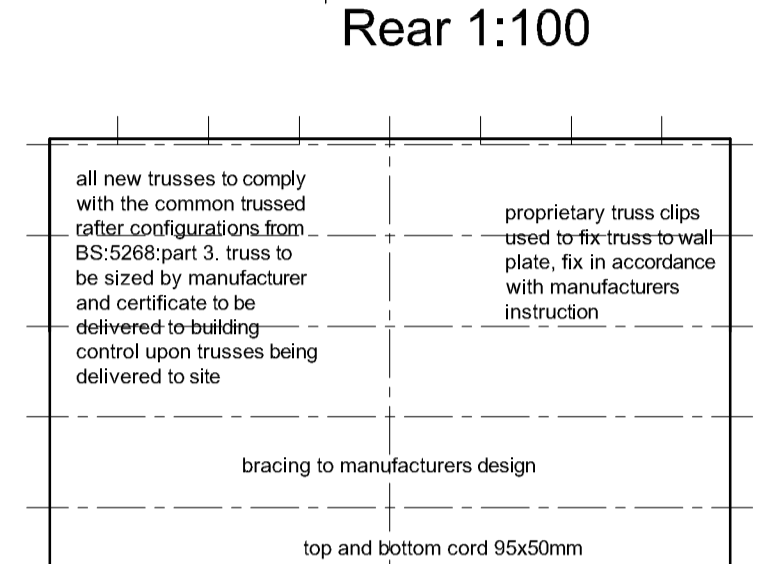 Rear 1:100
all new trusses to comply
with the common trussed
rafter configurations from
BS:5268:part 3. truss to
be sized by manufacturer
and certificate to be
delivered to building
control upon trusses being
delivered to site
proprietary truss clips
used to fix truss to wall
plate, fix in accordance
with manufacturers
instruction
bracing to manufacturers design
top and bottom cord 95x50mm